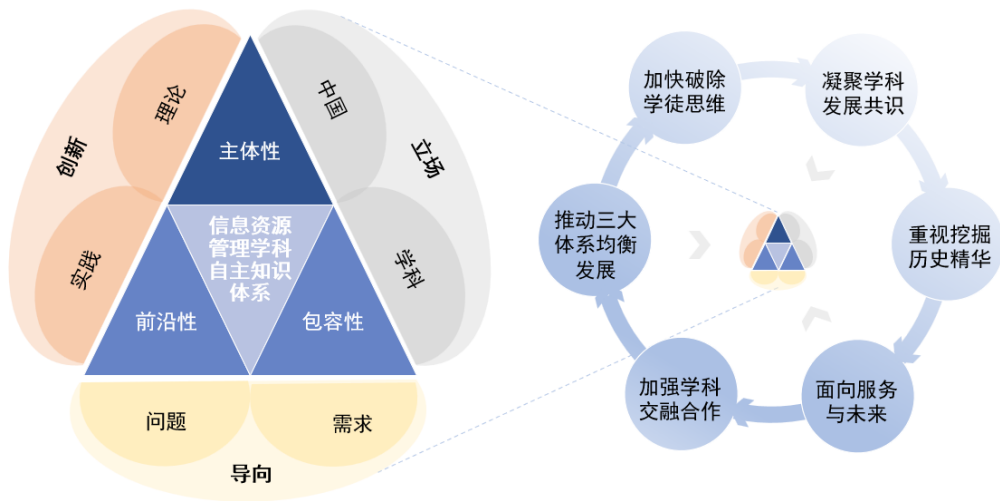 理论
创新
实践
中国
立场
学科
主体性
信息资源
管理学科
自主知识
体系
前沿性
包容性
问题
需求
导向
加快破除
学徒思维
凝聚学科
发展共识
重视挖掘
历史精华
面向服务
与未来
加强学科
交融合作
推动三大
体系均衡
发展